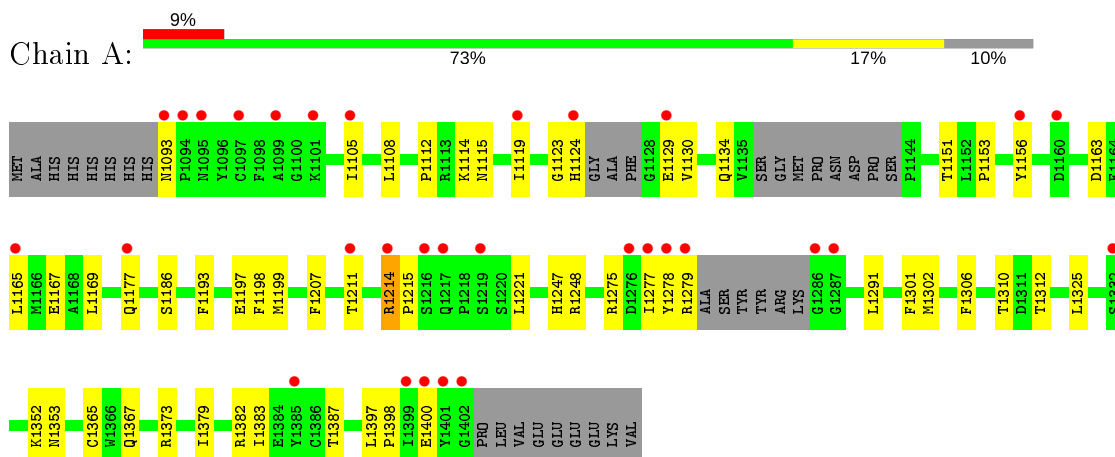 9%
Chain A:
73% 17% 10%
MET ALA HIS HIS HIS HIS HIS HIS N1093 P1094 N1095 Y1096 C1097 F1098 A1099 G1100 K1101 I1105 L1108 P1112 R1113 K1114 N1115 I1119 G1123 H1124 GLY ALA PHE G1128 E1129 V1130 Q1134 V1135 SER GLY MET PRO ASN ASP PRO SER P1144 T1151 L1152 P1153 Y1156 D1160 D1163 E1164
L1165 M1166 E1167 A1168 L1169 Q1177 S1186 F1193 E1197 F1198 M1199 F1207 T1211 R1214 P1215 S1216 Q1217 P1218 S1219 S1220 L1221 H1247 R1248 R1275 D1276 I1277 Y1278 R1279 ALA SER TYR TYR ARG LYS G1286 G1287 L1291 F1301 M1302 F1306 T1310 D1311 T1312 L1325
K1352 N1353 C1365 W1366 Q1367 R1373 I1379 R1382 I1383 E1384 Y1385 C1386 T1387 L1397 P1398 I1399 E1400 Y1401 G1402 PRO LEU VAL GLU GLU GLU GLU LYS VAL